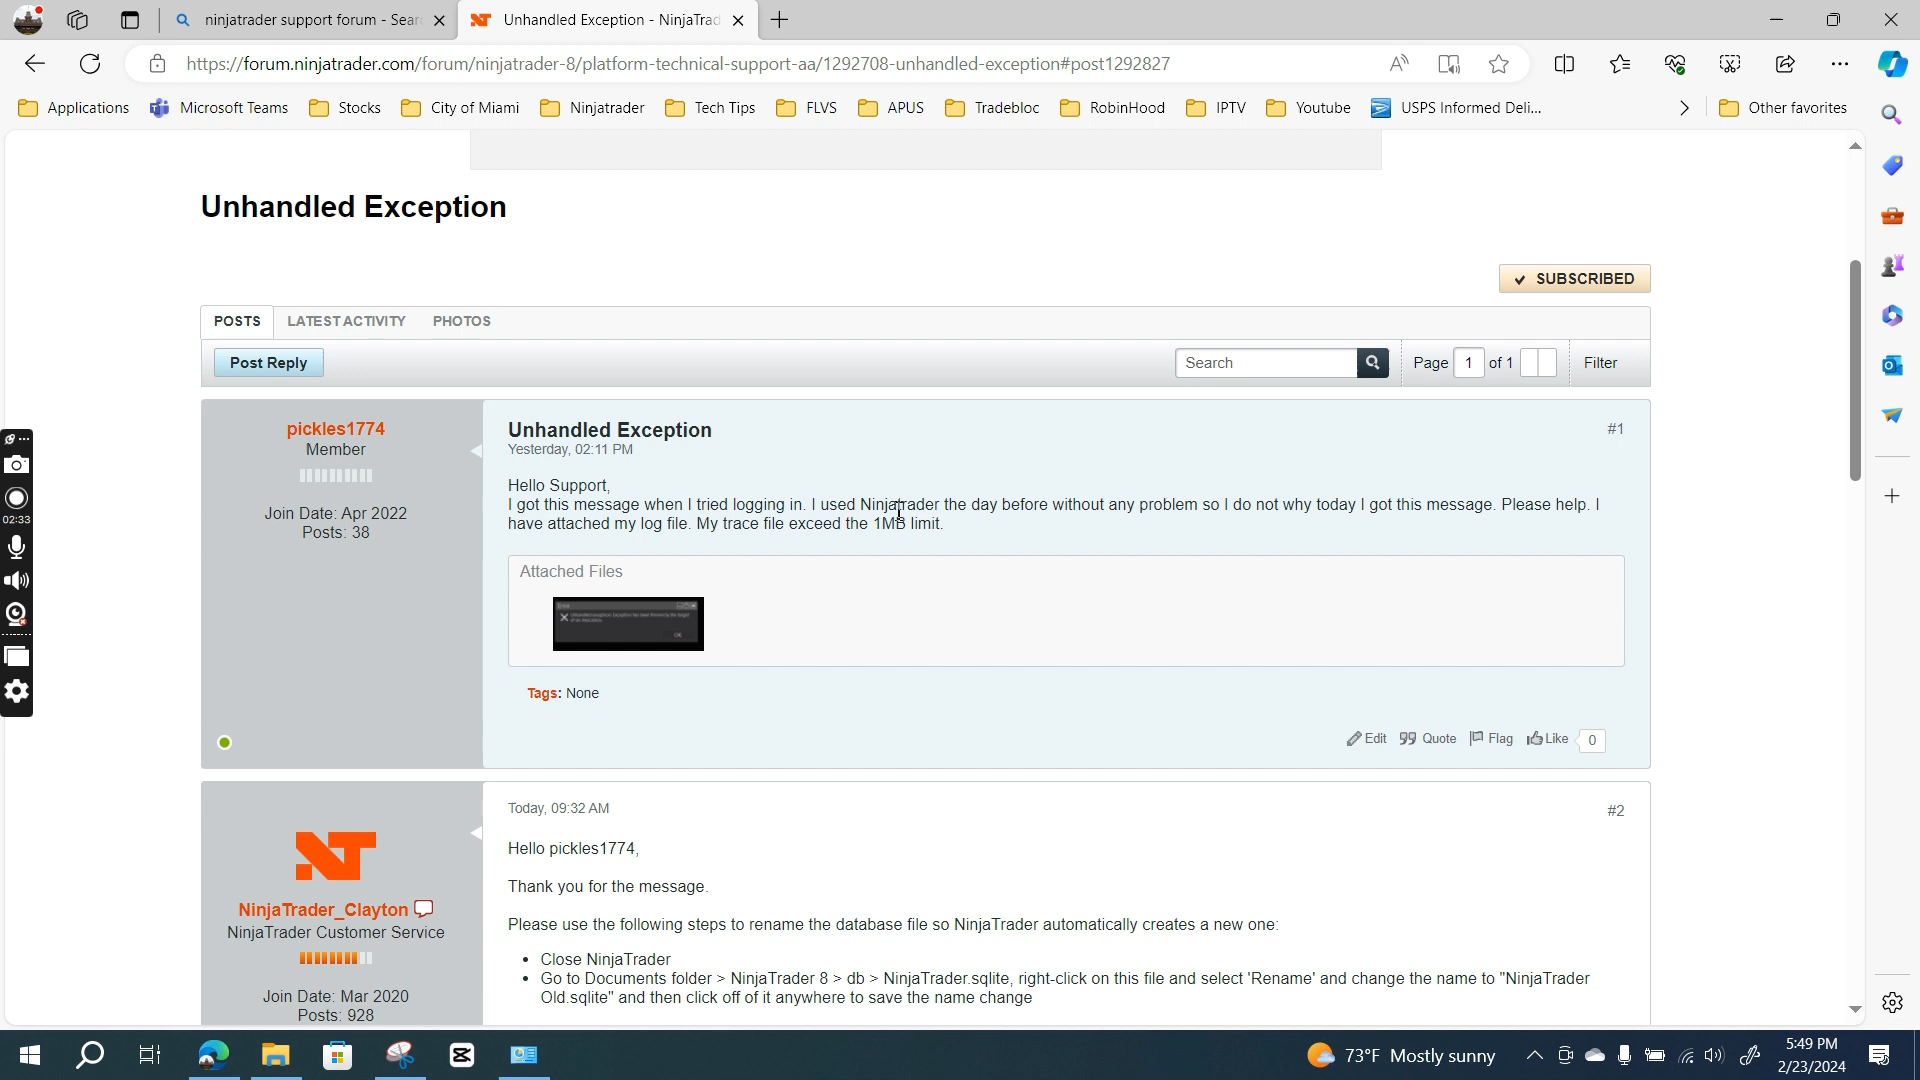 ninjatrader support forum - Sear
Unhandled Exception - NinjaTrad
https://forum.ninjatrader.com/forum/ninjatrader-8/platform-technical-support-aa/1292708-unhandled-exception#post1292827
Applications
Microsoft Teams
Stocks
City of Miami
Ninjatrader
Tech Tips
FLVS
APUS
Tradebloc
RobinHood
IPTV
Youtube
USPS Informed Deli...
Other favorites
Unhandled Exception
SUBSCRIBED
POSTS
LATEST ACTIVITY
PHOTOS
Post Reply
Search
Page 1 of 1
Filter
pickles1774
Member
Join Date: Apr 2022
Posts: 38
Unhandled Exception
#1
Yesterday, 02:11 PM
Hello Support,
I got this message when I tried logging in. I used Ninjatrader the day before without any problem so I do not why today I got this message. Please help. I
have attached my log file. My trace file exceed the 1MB limit.
Attached Files
Tags: None
Edit
Quote
Flag
Like
0
02:33
NinjaTrader_Clayton
NinjaTrader Customer Service
Join Date: Mar 2020
Posts: 928
Today, 09:32 AM
#2
Hello pickles1774,
Thank you for the message.
Please use the following steps to rename the database file so NinjaTrader automatically creates a new one:
• Close NinjaTrader
• Go to Documents folder > NinjaTrader 8 > db > NinjaTrader.sqlite, right-click on this file and select 'Rename' and change the name to "NinjaTrader
Old.sqlite" and then click off of it anywhere to save the name change
73°F Mostly sunny
5:49 PM
2/23/2024